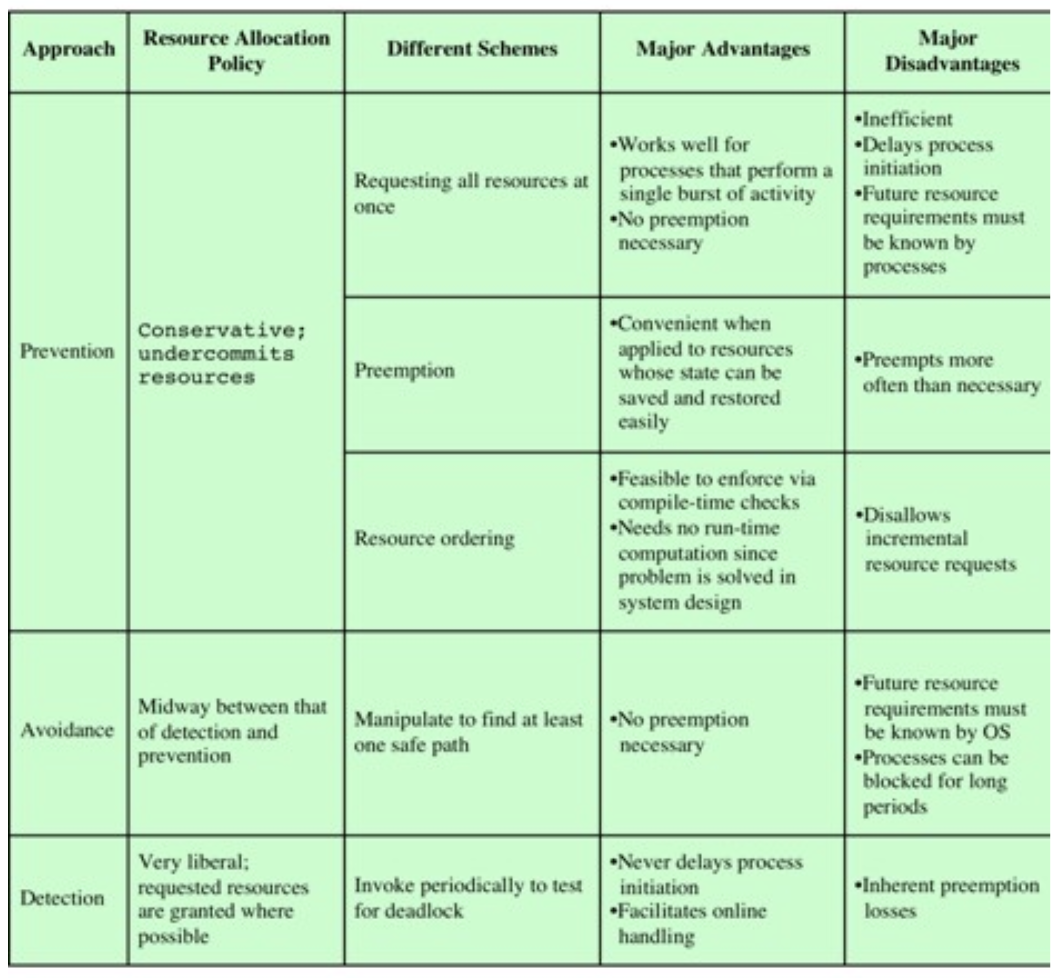 Approach
Resource Allocation
Policy
Different Schemes
Major Advantages
Major
Disadvantages
Prevention
Conservative;
undercommits
resources
Requesting all resources at
once
•Works well for
processes that perform a
single burst of activity
•No preemption
necessary
•Inefficient
•Delays process
initiation
•Future resource
requirements must
be known by
processes
Preemption
•Convenient when
applied to resources
whose state can be
saved and restored
easily
•Preempts more
often than necessary
Resource ordering
•Feasible to enforce via
compile-time checks
•Needs no run-time
computation since
problem is solved in
system design
•Disallows
incremental
resource requests
Avoidance
Midway between that
of detection and
prevention
Manipulate to find at least
one safe path
•No preemption
necessary
•Future resource
requirements must
be known by OS
•Processes can be
blocked for long
periods
Detection
Very liberal;
requested resources
are granted where
possible
Invoke periodically to test
for deadlock
•Never delays process
initiation
•Facilitates online
handling
•Inherent preemption
losses